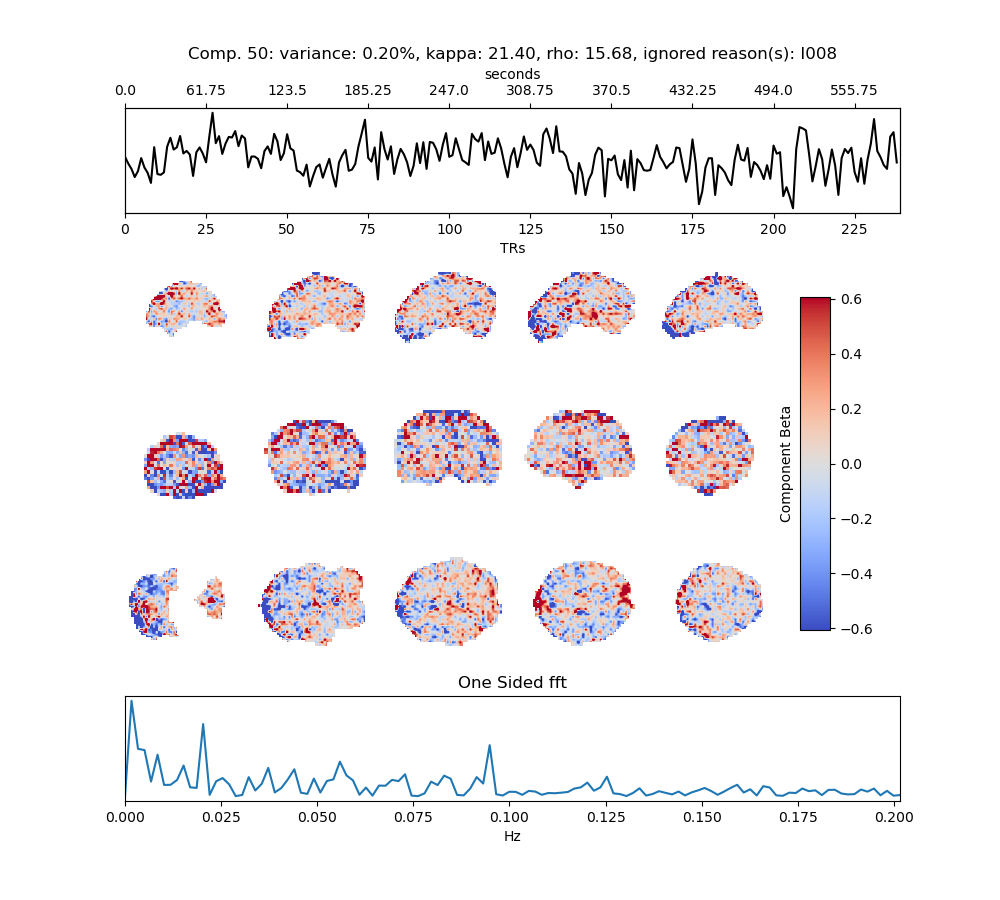 Comp. 50: variance: 0.20%, kappa: 21.40, rho: 15.68, ignored reason(s): I008
seconds
0.0 61.75 123.5 185.25 247.0 308.75 370.5 432.25 494.0 555.75
0 25 50 75 100 125 150 175 200 225
TRs
0.6
0.4
0.2
0.0
−0.2
−0.4
−0.6
Component Beta
One Sided fft
0.000 0.025 0.050 0.075 0.100 0.125 0.150 0.175 0.200
Hz